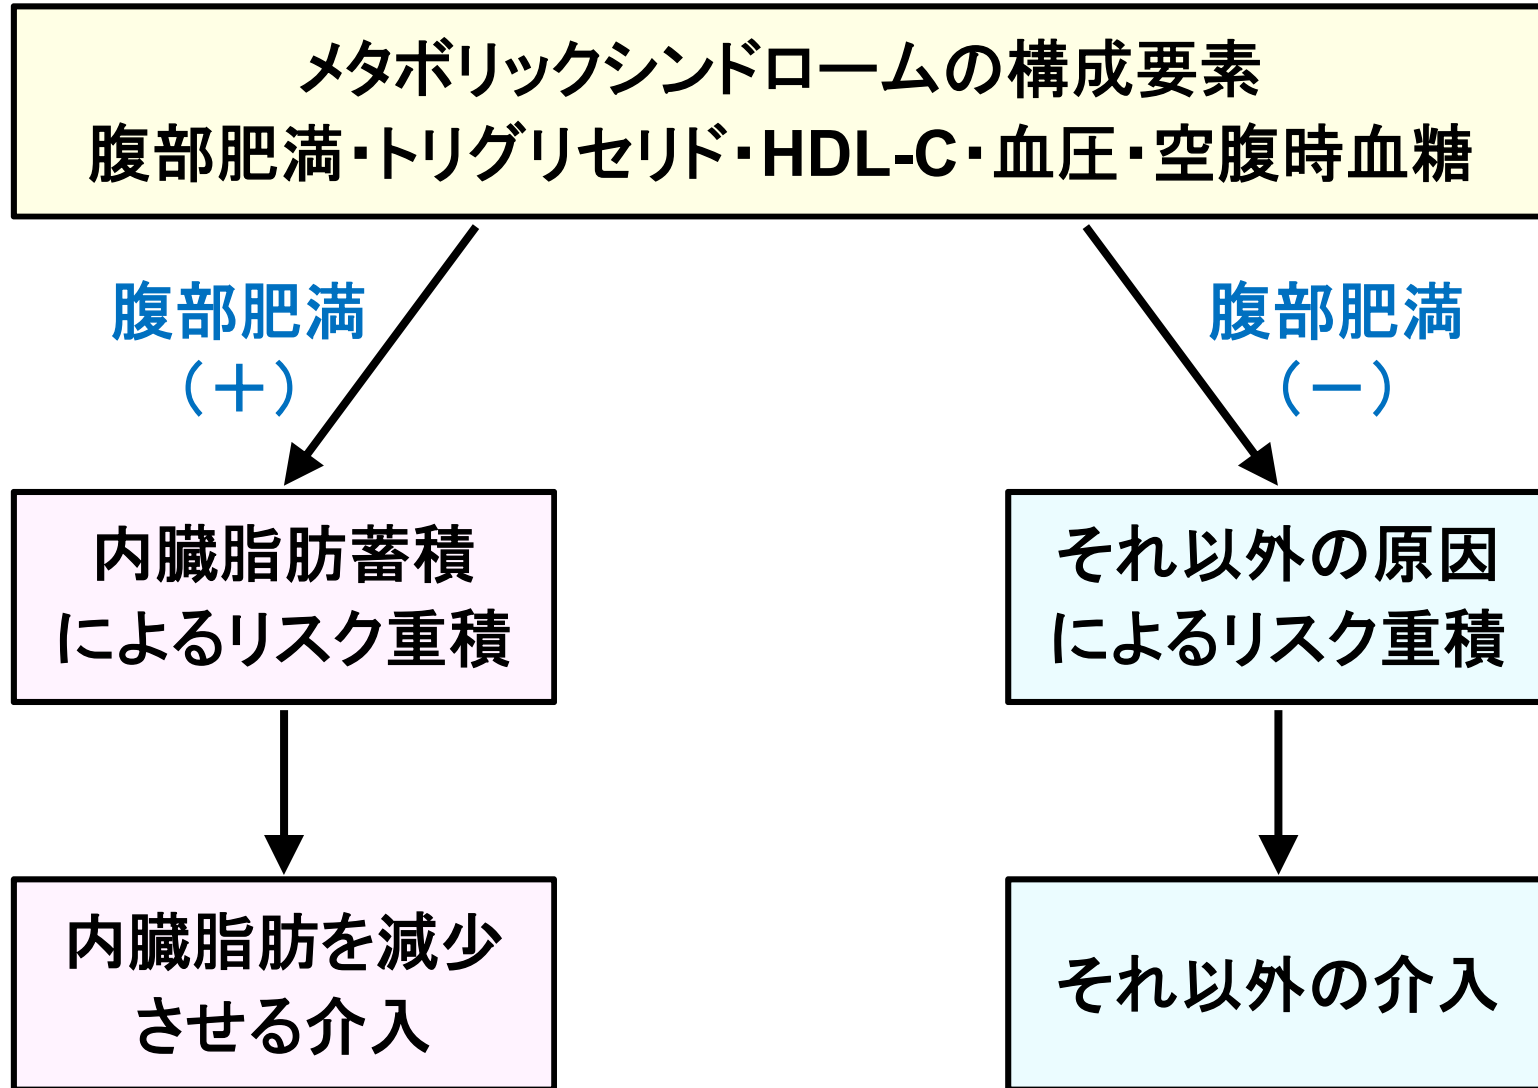 メタボリックシンドロームの構成要素
腹部肥満・トリグリセリド・HDL-C・血圧・空腹時血糖
腹部肥満
（＋）
腹部肥満
（－）
内臓脂肪蓄積
によるリスク重積
それ以外の原因
によるリスク重積
内臓脂肪を減少
させる介入
それ以外の介入